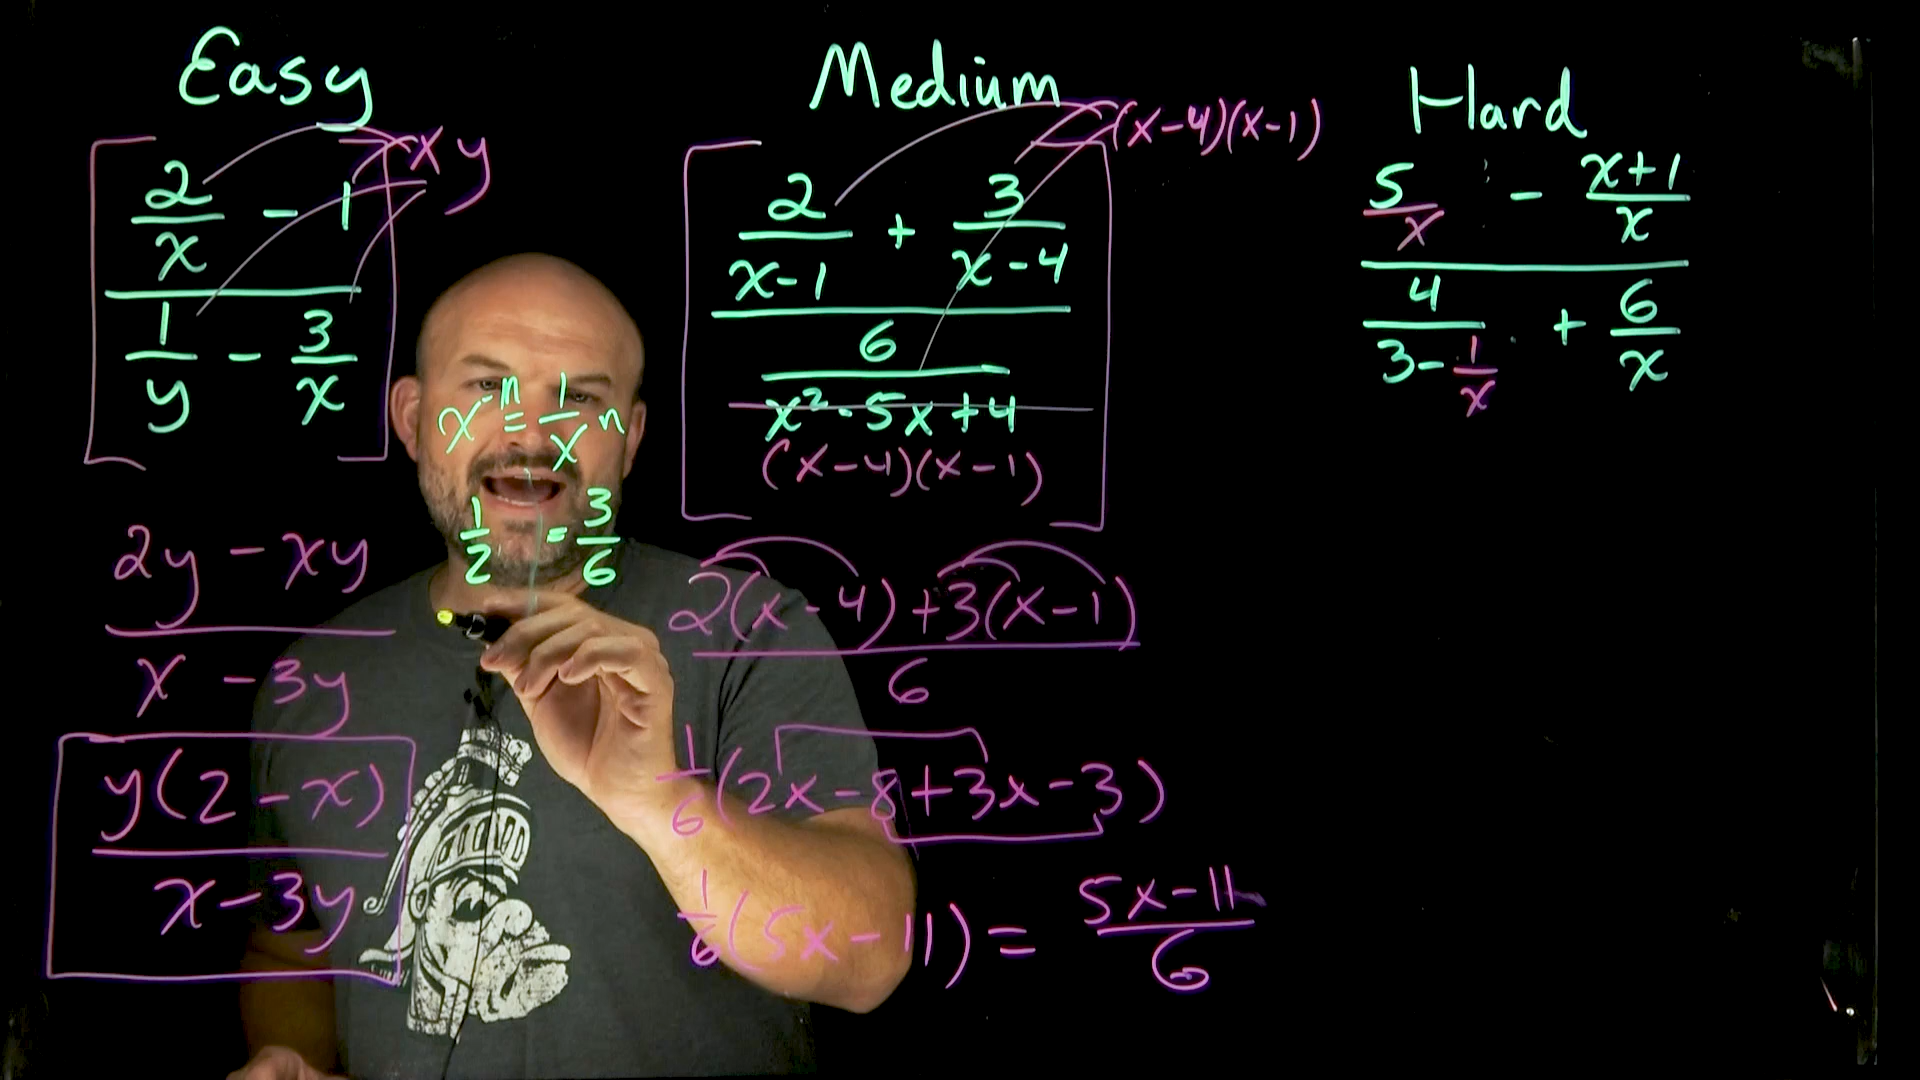 Easy
2/x - 1
1/y - 3/x
xy
2y - xy
x - 3y
y(2 - x)
x - 3y
x^-n = 1/x^n
1/2 = 3/6
Medium
(x-4)(x-1)
2/(x-1) + 3/(x-4)
6
x² - 5x + 4
(x-4)(x-1)
2(x-4) + 3(x-1)
6
1/6(2x-8+3x-3)
1/6(5x-11) = (5x-11)/6
Hard
5/x - (x+1)/x
4/(3 - 1/x) + 6/x